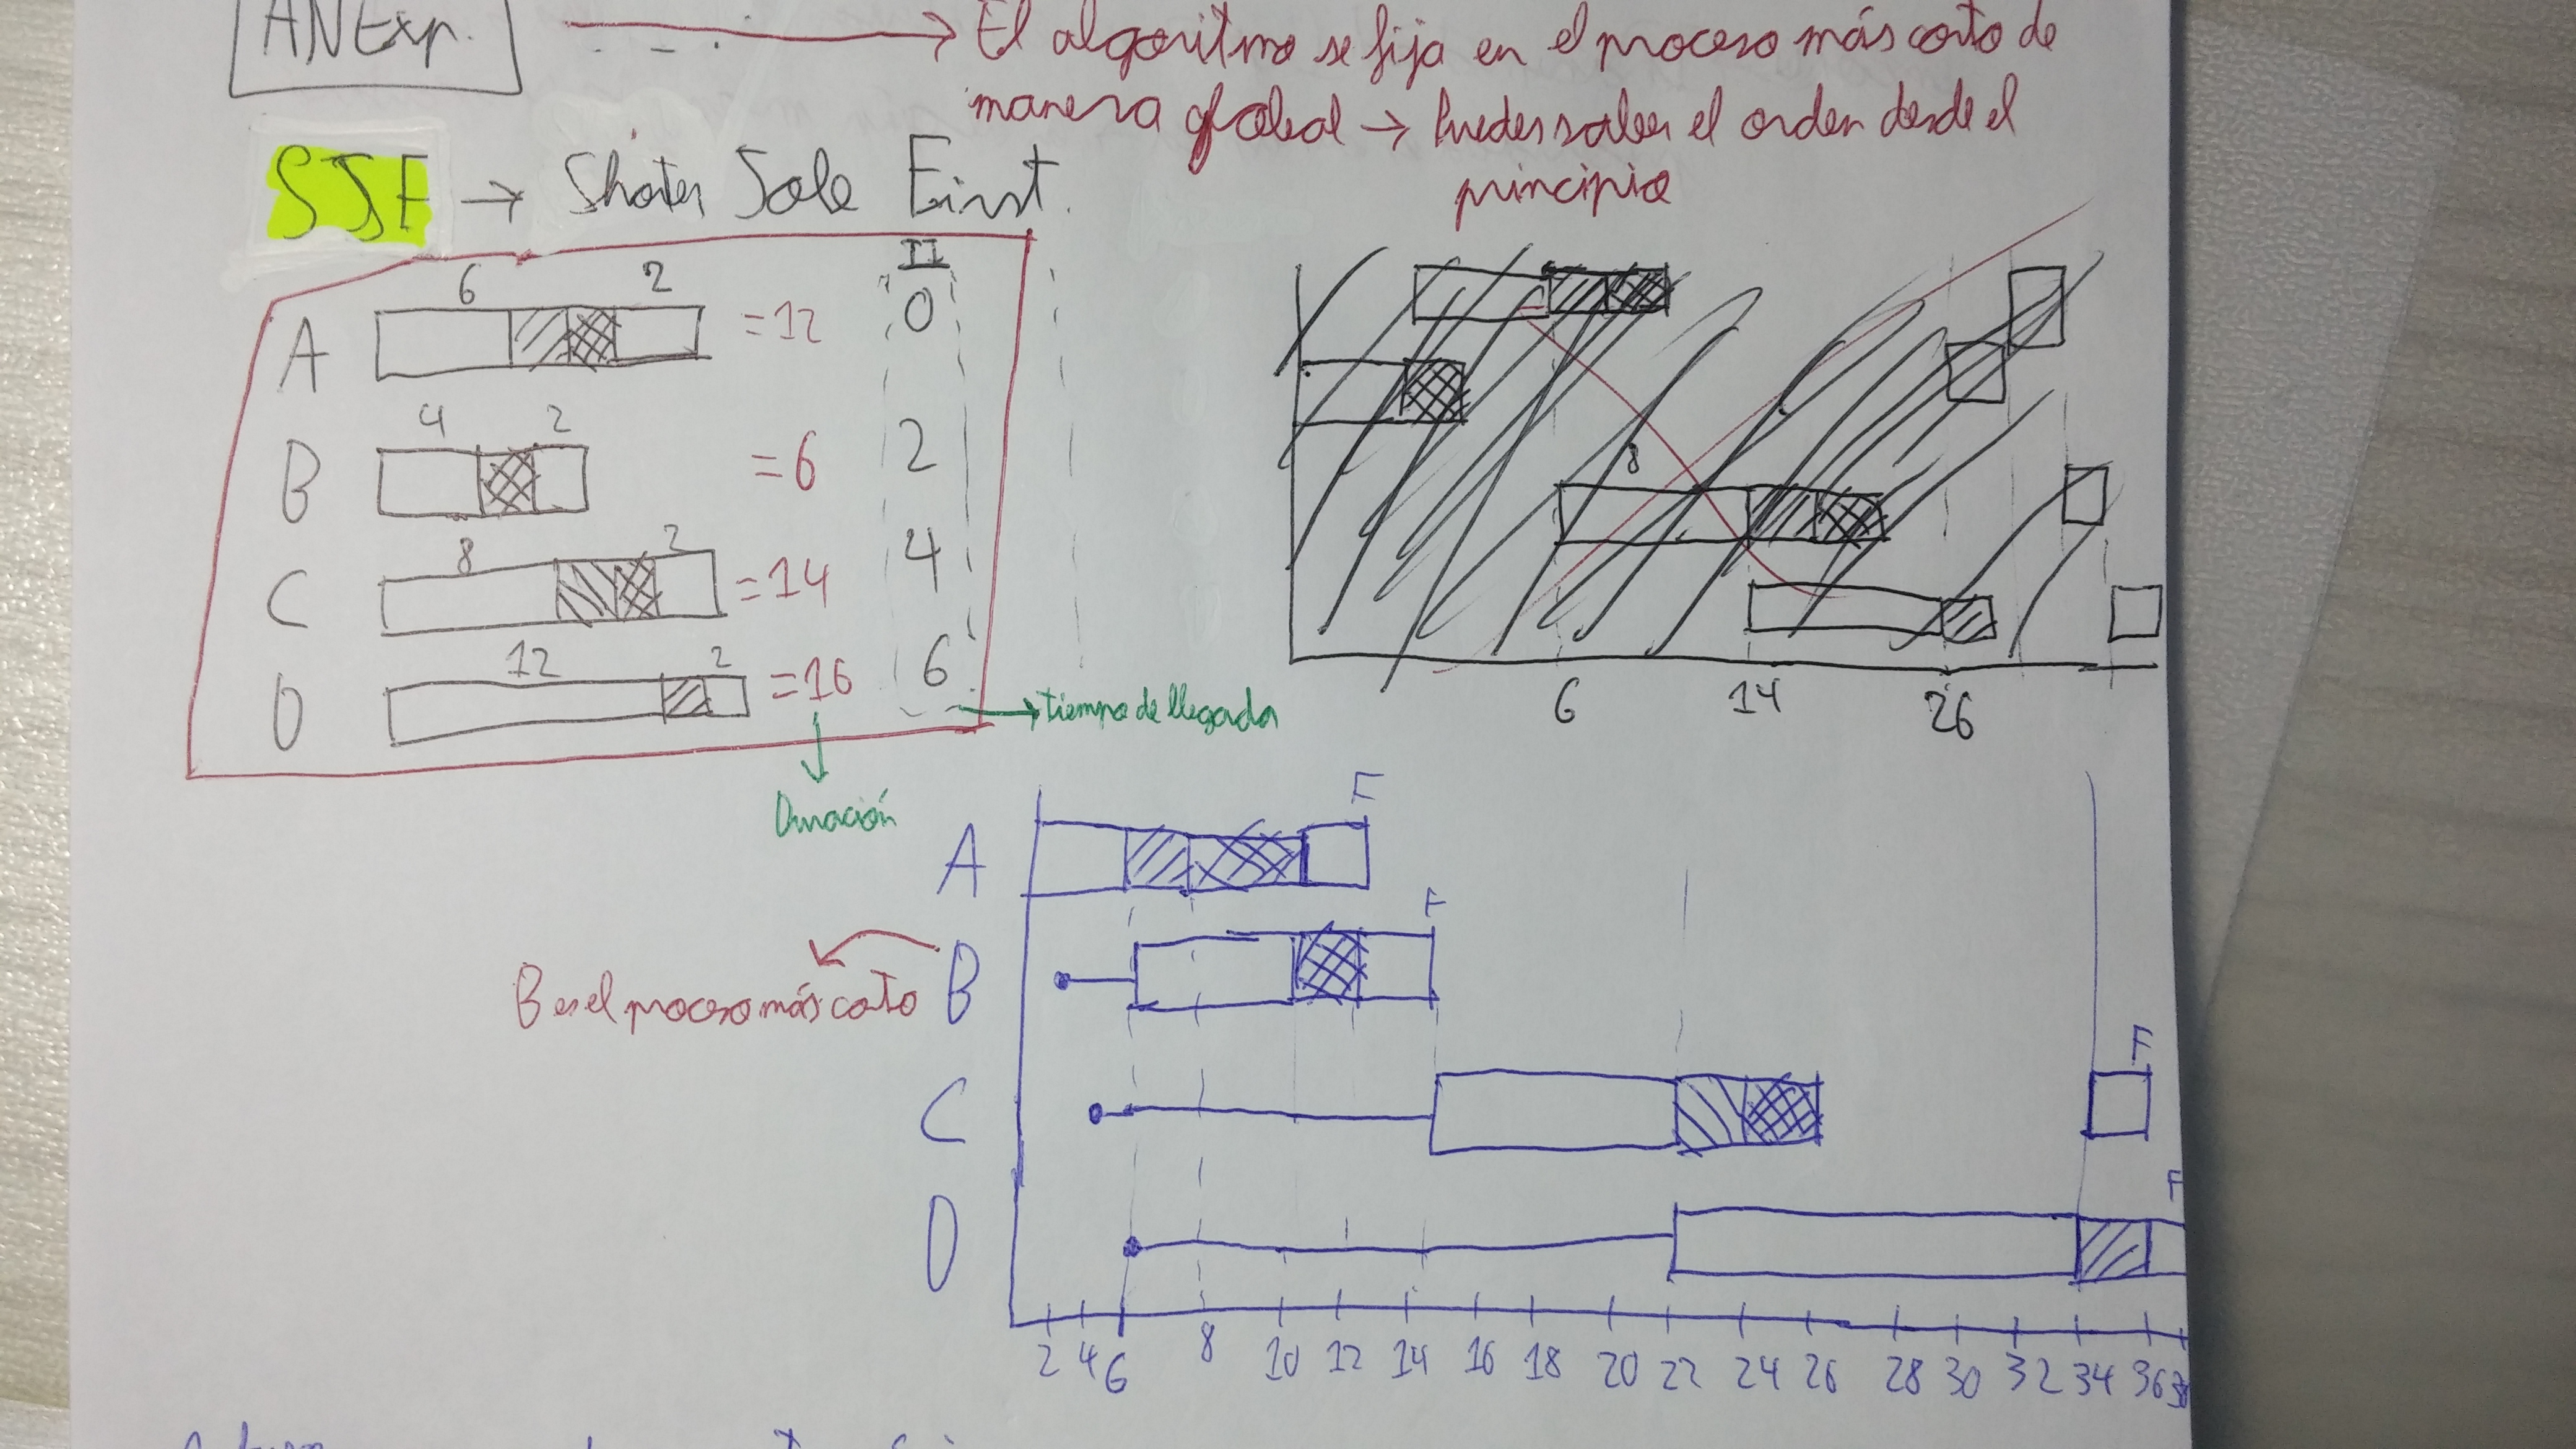 ANExp.
El algoritmo se fija en el proceso más corto de
manera global → Puedes saber el orden desde el
principio
SJF → Shoter Jobe First.
II
6 2
A =12 0
4 2
B =6 2
8 2
C =14 4
12 2
D =16 6
tiempo de llegada
Duración
8
6 14 26
F
A
F
B es el proceso más corto B
F
C
F
D
2 4 6 8 10 12 14 16 18 20 22 24 26 28 30 32 34 36 38